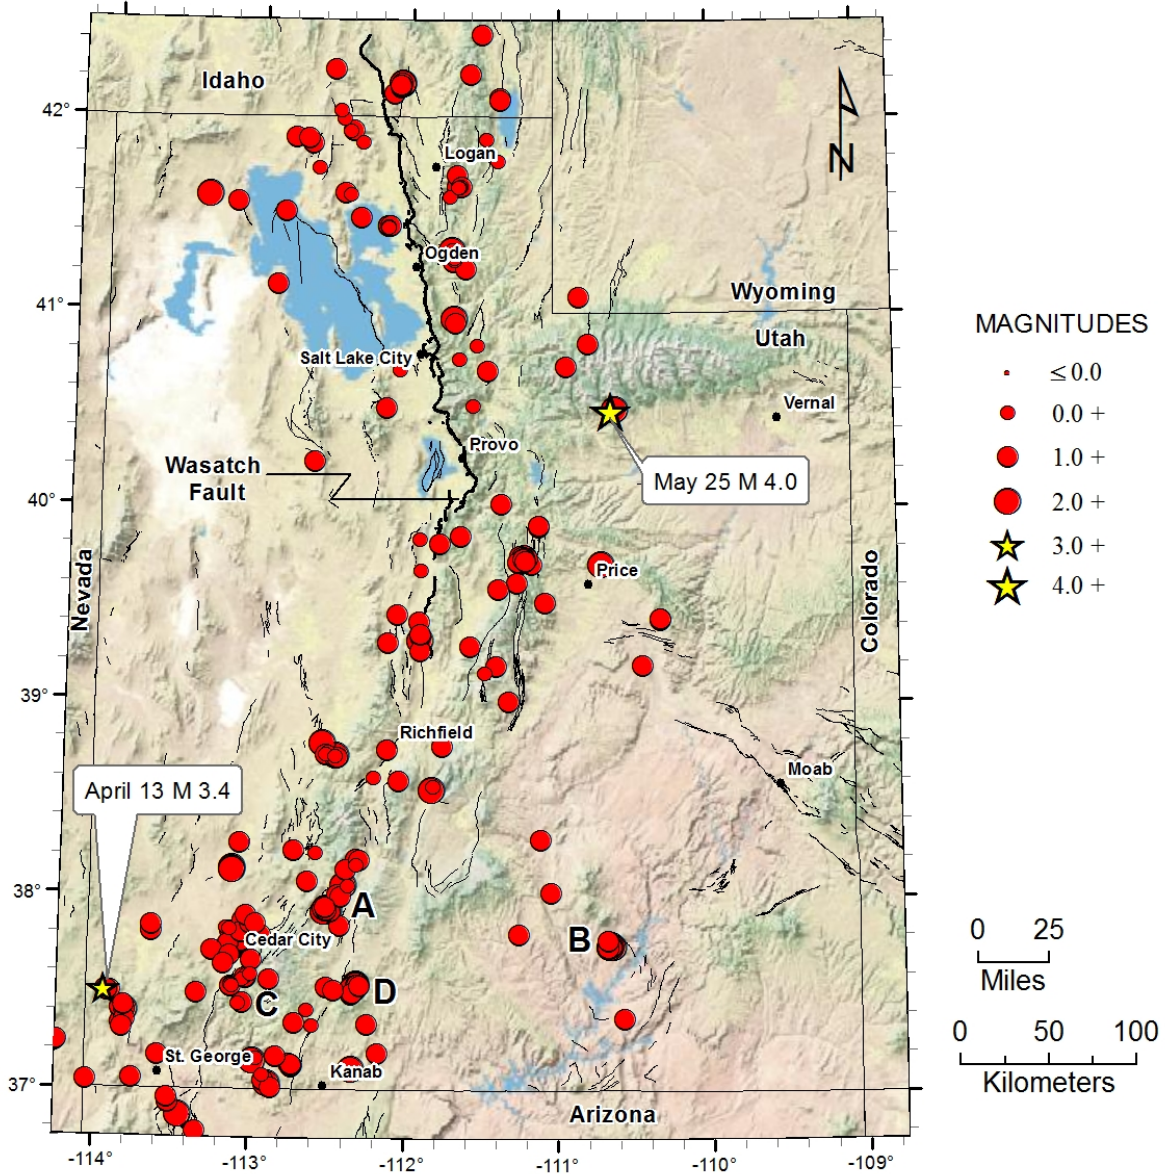 Idaho
42°
Logan
N
Ogden
41°
Wyoming
Utah
MAGNITUDES
Salt Lake City
≤ 0.0
Vernal
0.0 +
Provo
Wasatch
Fault
1.0 +
May 25 M 4.0
40°
2.0 +
3.0 +
Nevada
Price
Colorado
4.0 +
39°
Richfield
Moab
April 13 M 3.4
38°
A
Cedar City
B
0 25
Miles
C
D
0 50 100
Kilometers
St. George
Kanab
37°
Arizona
-114° -113° -112° -111° -110° -109°